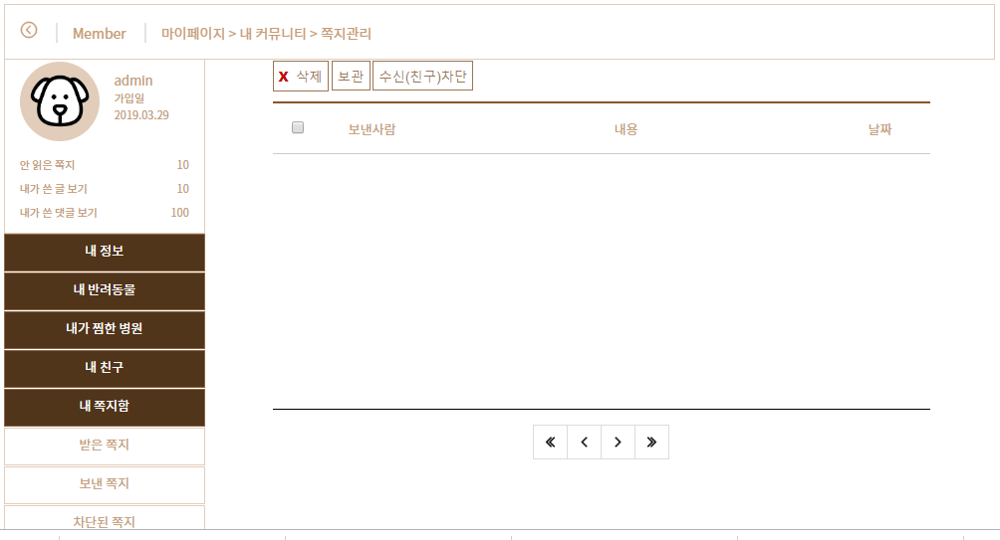 Member 마이페이지 > 내 커뮤니티 > 쪽지관리
admin
가입일
2019.03.29
안 읽은 쪽지 10
내가 쓴 글 보기 10
내가 쓴 댓글 보기 100
내 정보
내 반려동물
내가 찜한 병원
내 친구
내 쪽지함
받은 쪽지
보낸 쪽지
차단된 쪽지
X 삭제 보관 수신(친구)차단
보낸사람 내용 날짜